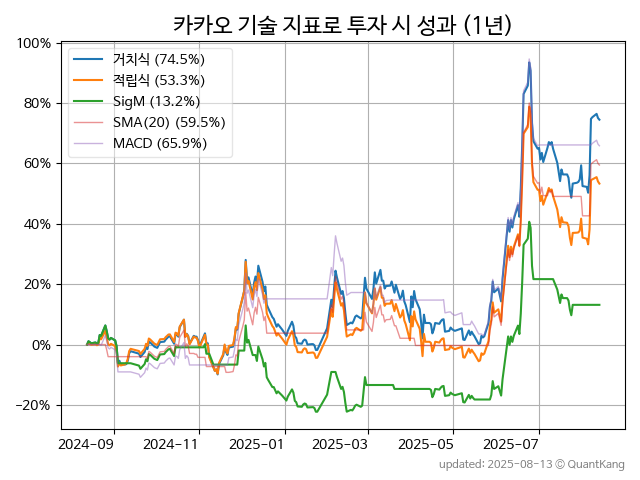 카카오 기술 지표로 투자 시 성과 (1년)
100%
80%
60%
40%
20%
0%
−20%
거치식 (74.5%)
적립식 (53.3%)
SigM (13.2%)
SMA(20) (59.5%)
MACD (65.9%)
2024-09
2024-11
2025-01
2025-03
2025-05
2025-07
updated: 2025-08-13 © QuantKang